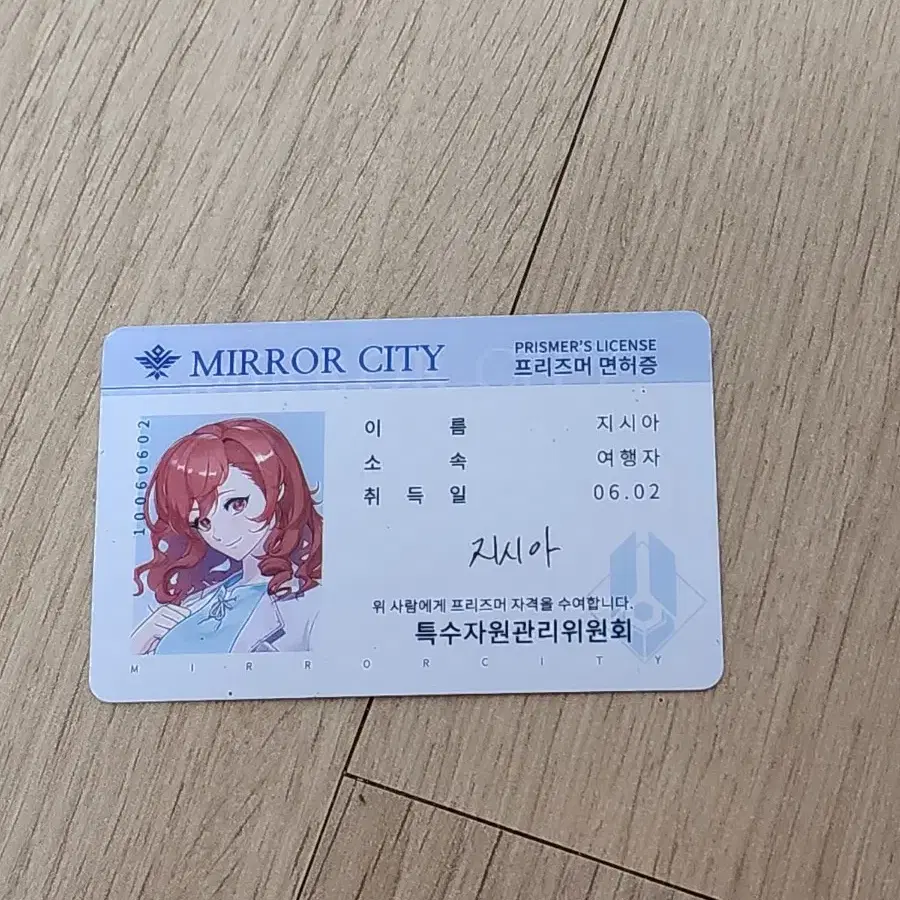 MIRROR CITY
PRISMER'S LICENSE
프리즈머 면허증
10060602
이름 지시아
소속 여행자
취득일 06.02
지시아
위 사람에게 프리즈머 자격을 수여합니다.
특수자원관리위원회
MIRROR CITY